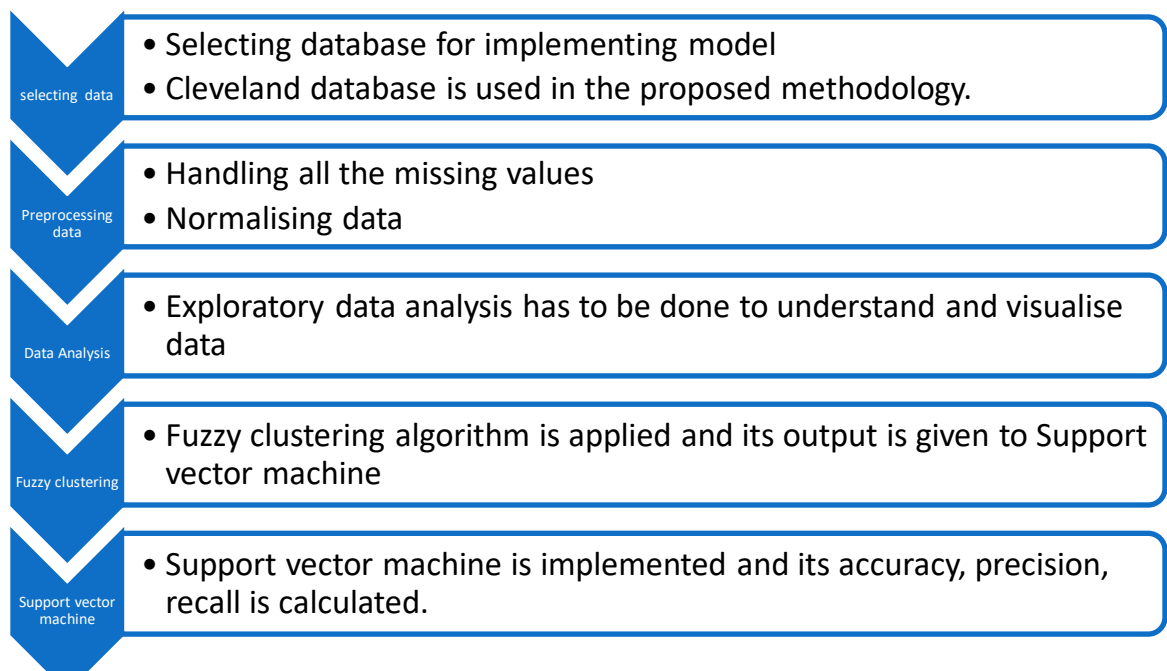 selecting data
• Selecting database for implementing model
• Cleveland database is used in the proposed methodology.
Preprocessing
data
• Handling all the missing values
• Normalising data
Data Analysis
• Exploratory data analysis has to be done to understand and visualise
data
Fuzzy clustering
• Fuzzy clustering algorithm is applied and its output is given to Support
vector machine
Support vector
machine
• Support vector machine is implemented and its accuracy, precision,
recall is calculated.